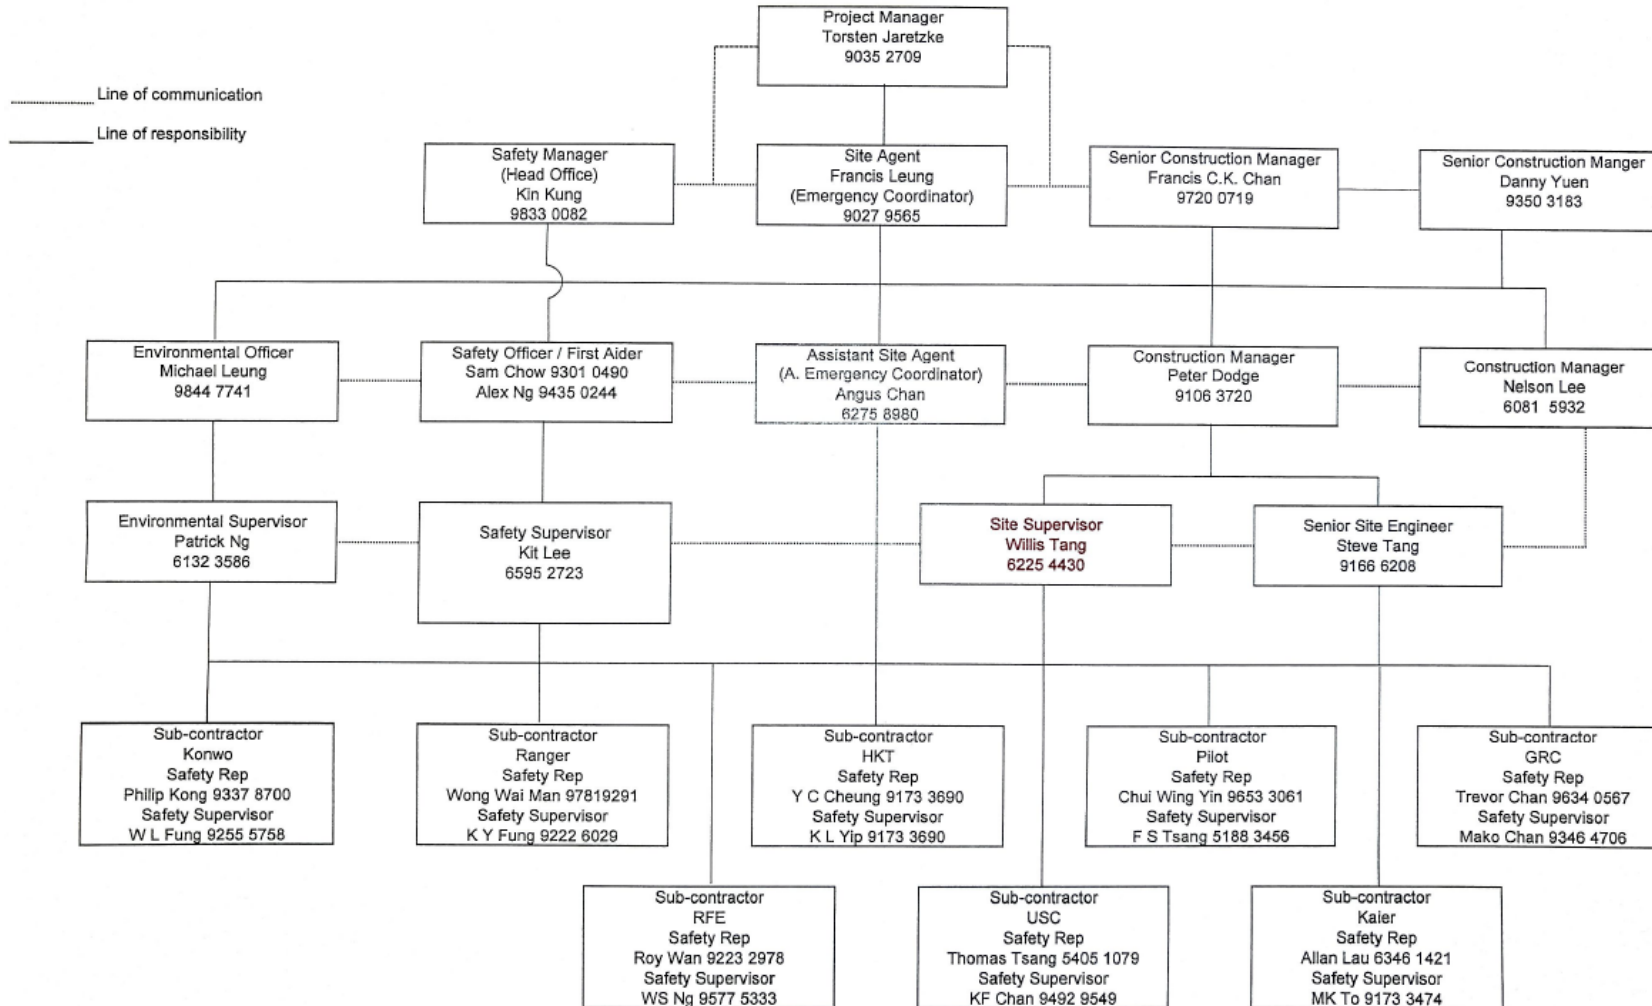 Project Manager
Torsten Jaretzke
9035 2709
Line of communication
Line of responsibility
Safety Manager
(Head Office)
Kin Kung
9833 0082
Site Agent
Francis Leung
(Emergency Coordinator)
9027 9565
Senior Construction Manager
Francis C.K. Chan
9720 0719
Senior Construction Manger
Danny Yuen
9350 3183
Environmental Officer
Michael Leung
9844 7741
Safety Officer / First Aider
Sam Chow 9301 0490
Alex Ng 9435 0244
Assistant Site Agent
(A. Emergency Coordinator)
Angus Chan
6275 8980
Construction Manager
Peter Dodge
9106 3720
Construction Manager
Nelson Lee
6081 5932
Environmental Supervisor
Patrick Ng
6132 3586
Safety Supervisor
Kit Lee
6595 2723
Site Supervisor
Willis Tang
6225 4430
Senior Site Engineer
Steve Tang
9166 6208
Sub-contractor
Konwo
Safety Rep
Philip Kong 9337 8700
Safety Supervisor
W L Fung 9255 5758
Sub-contractor
Ranger
Safety Rep
Wong Wai Man 97819291
Safety Supervisor
K Y Fung 9222 6029
Sub-contractor
HKT
Safety Rep
Y C Cheung 9173 3690
Safety Supervisor
K L Yip 9173 3690
Sub-contractor
Pilot
Safety Rep
Chui Wing Yin 9653 3061
Safety Supervisor
F S Tsang 5188 3456
Sub-contractor
GRC
Safety Rep
Trevor Chan 9634 0567
Safety Supervisor
Mako Chan 9346 4706
Sub-contractor
RFE
Safety Rep
Roy Wan 9223 2978
Safety Supervisor
WS Ng 9577 5333
Sub-contractor
USC
Safety Rep
Thomas Tsang 5405 1079
Safety Supervisor
KF Chan 9492 9549
Sub-contractor
Kaier
Safety Rep
Allan Lau 6346 1421
Safety Supervisor
MK To 9173 3474